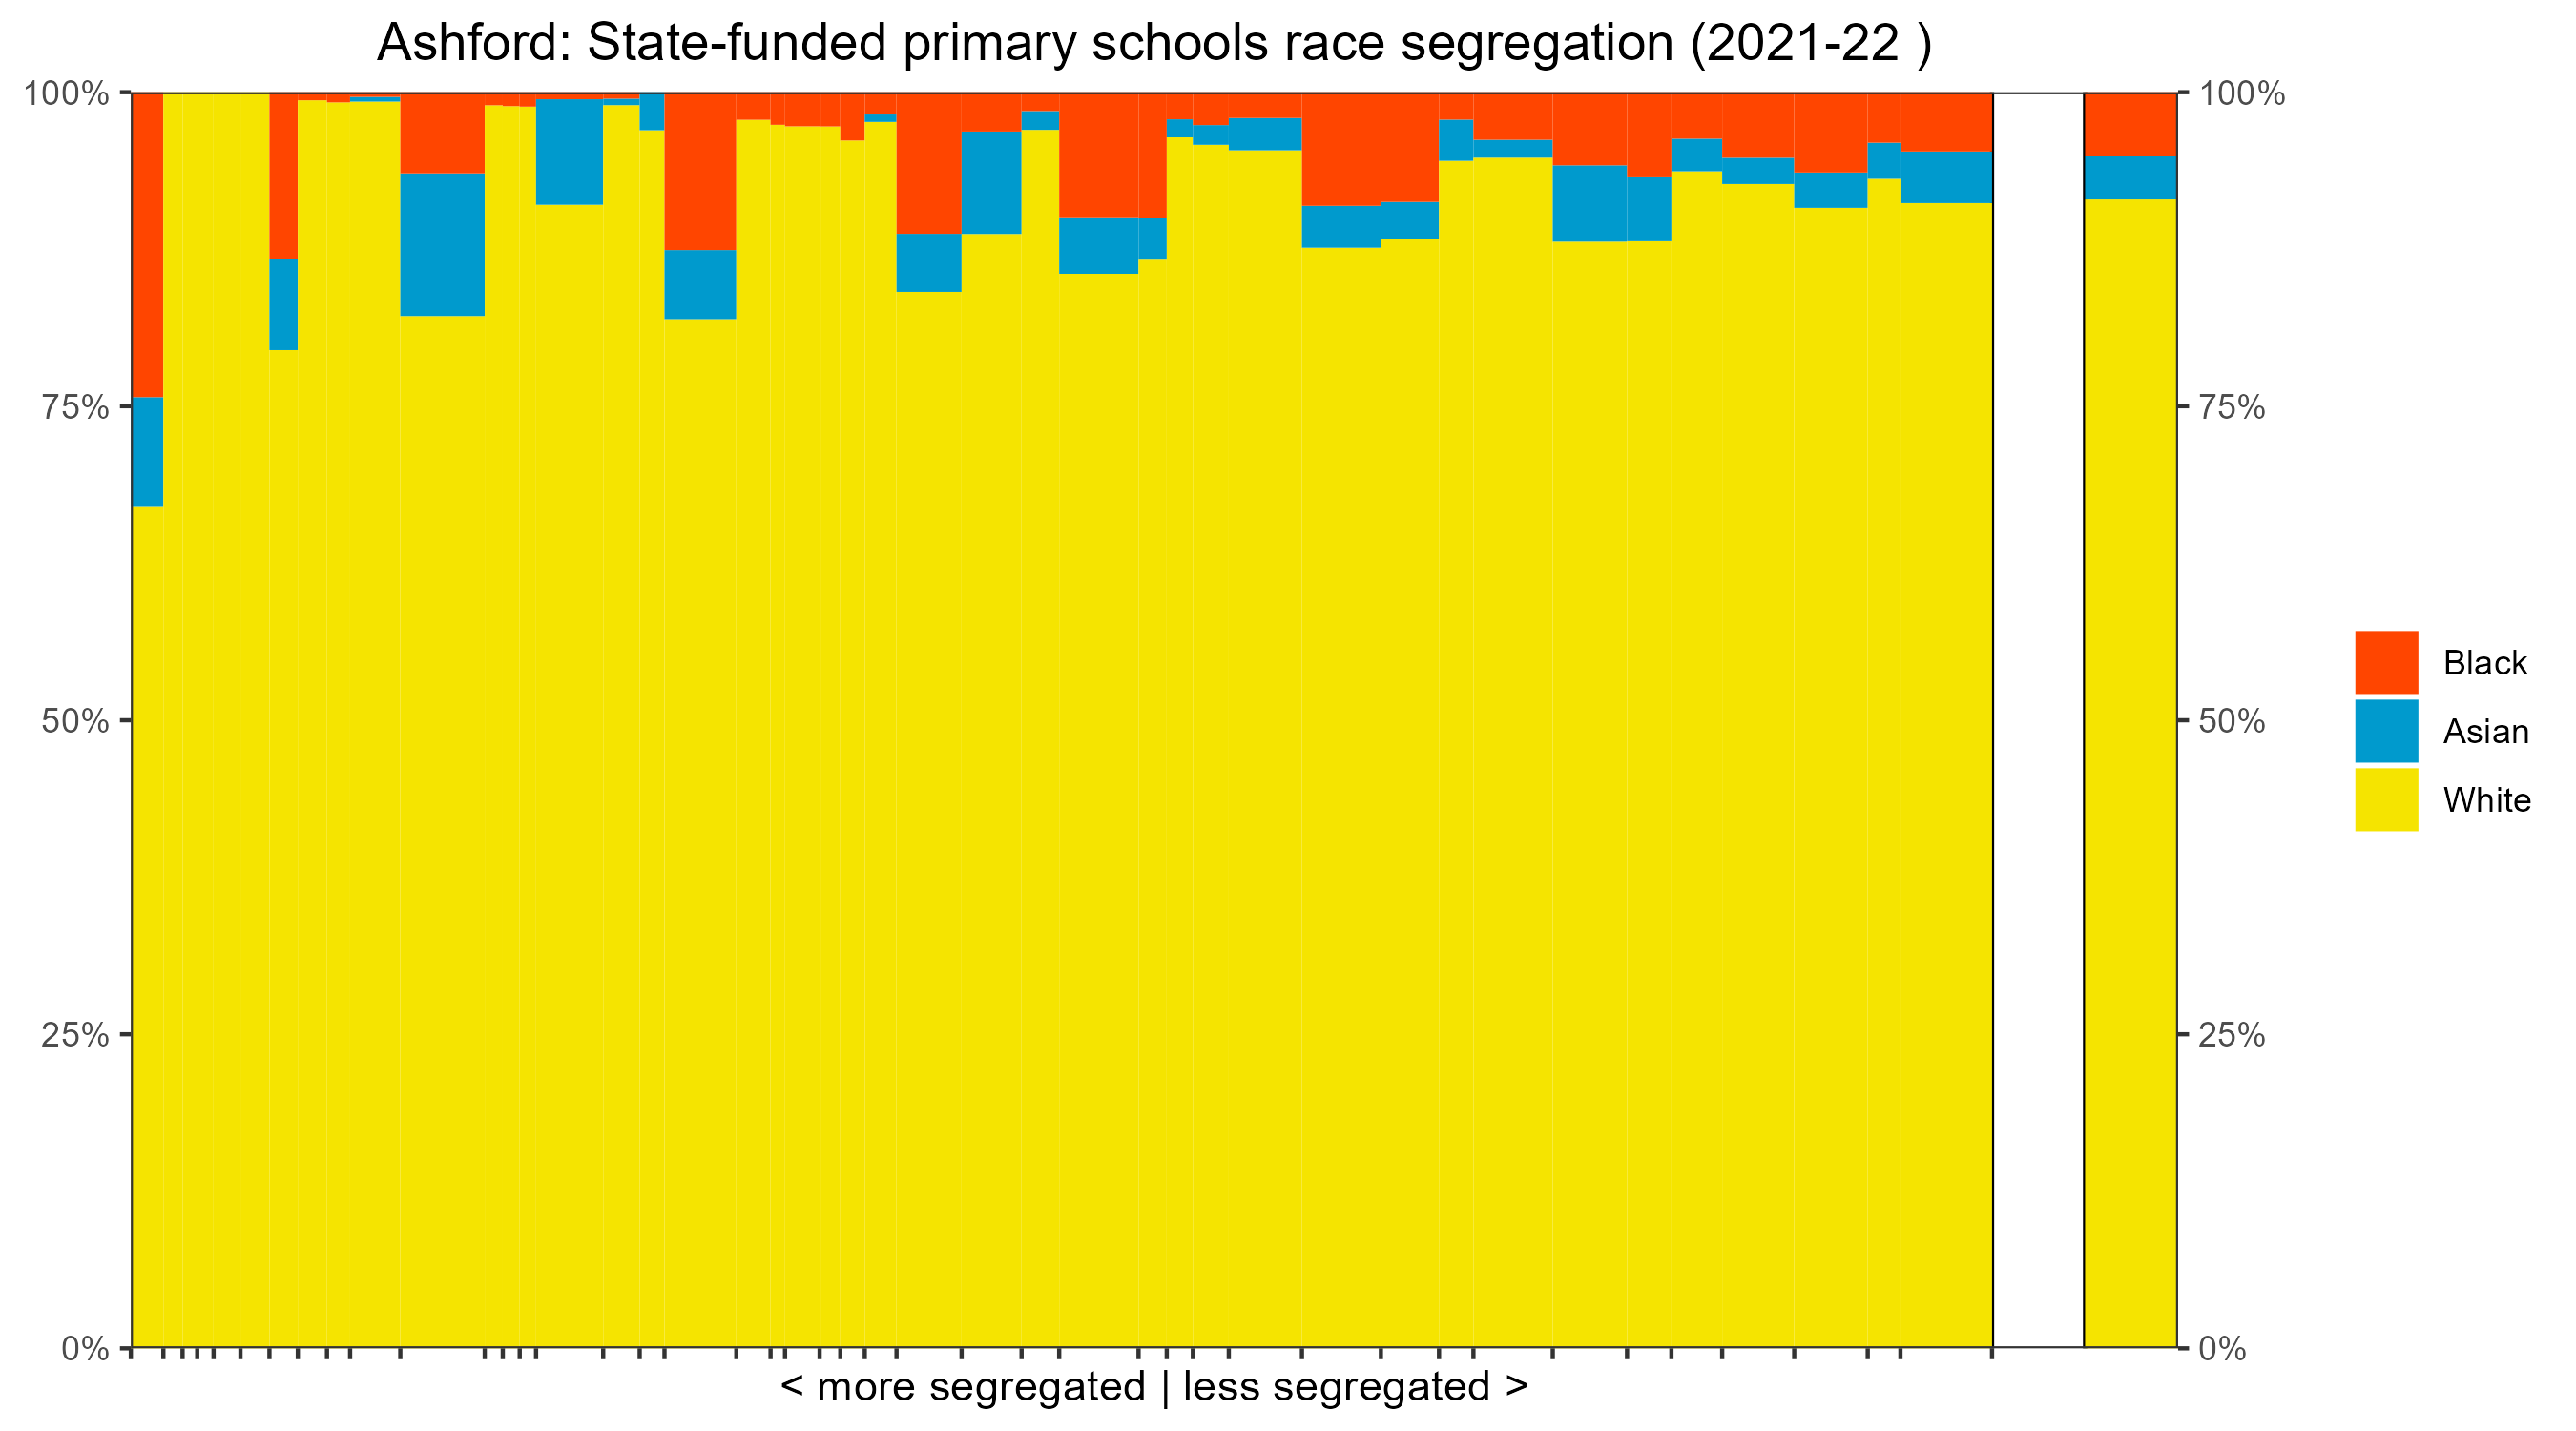 Ashford: State-funded primary schools race segregation (2021-22 )
100%
75%
50%
25%
0%
100%
75%
50%
25%
0%
Black
Asian
White
< more segregated | less segregated >